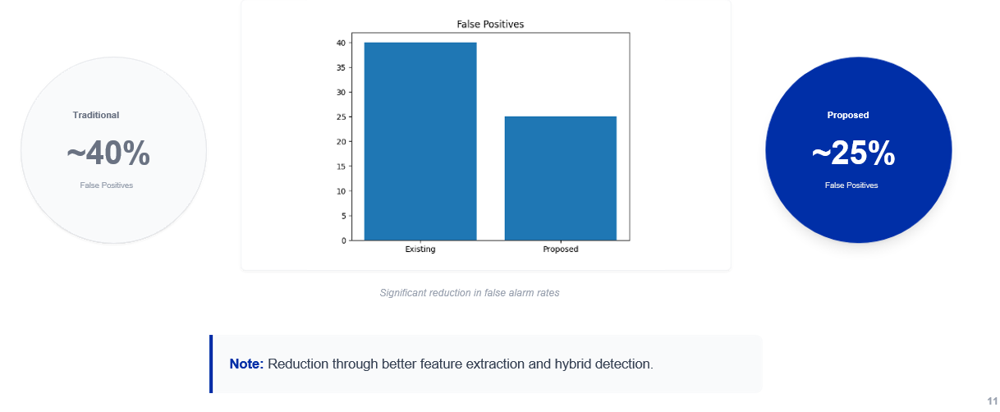 Traditional
~40%
False Positives
False Positives
40
35
30
25
20
15
10
5
0
Existing
Proposed
Proposed
~25%
False Positives
Significant reduction in false alarm rates
Note: Reduction through better feature extraction and hybrid detection.
11